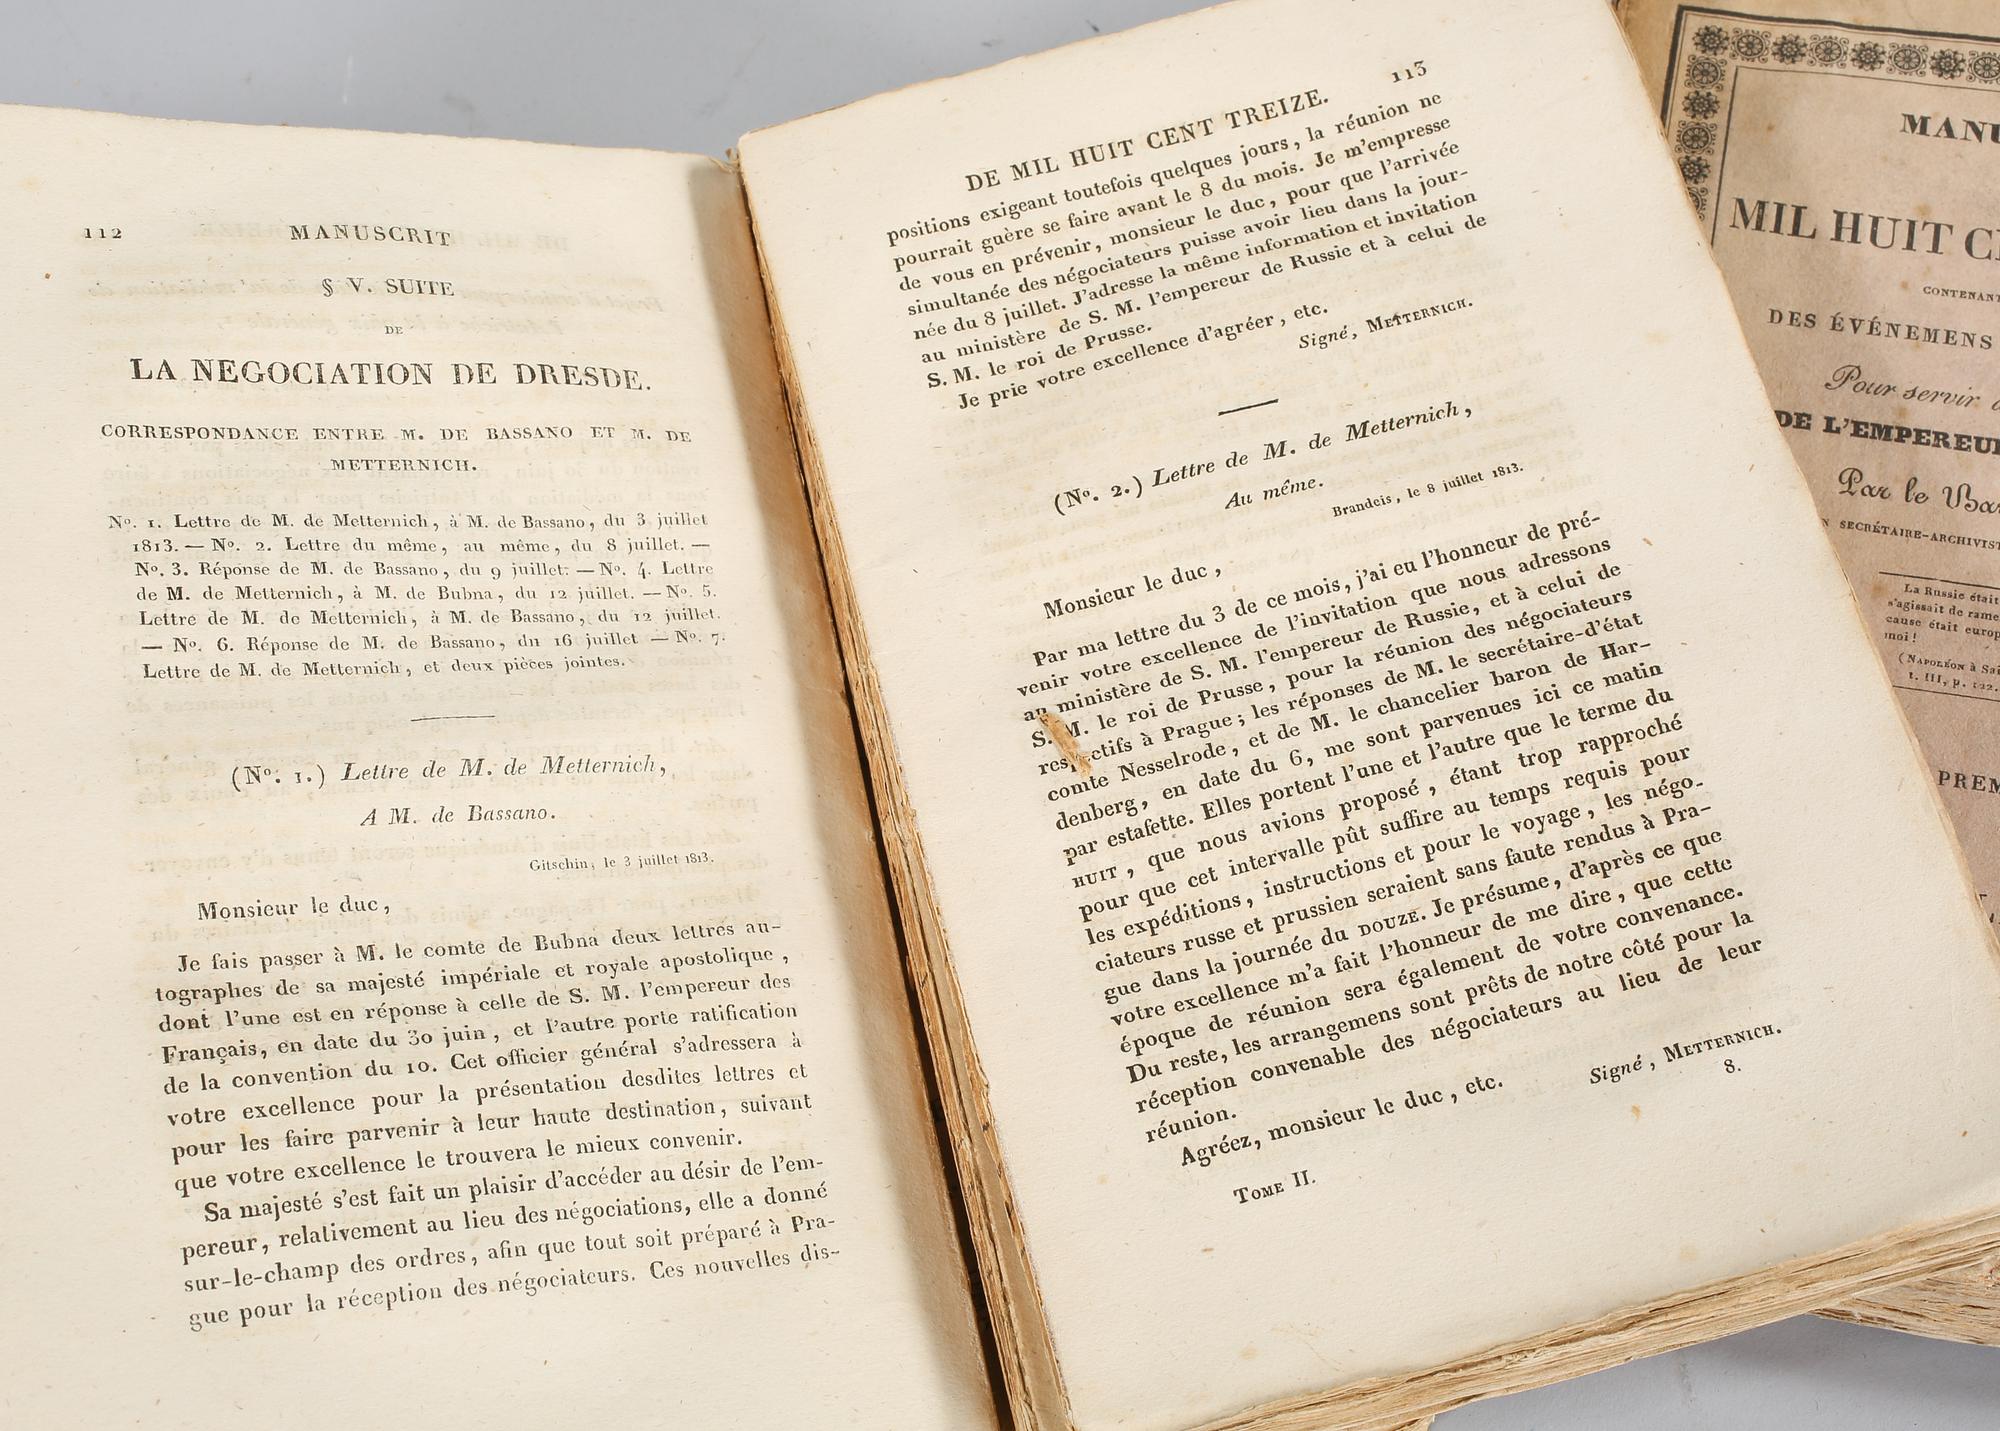 112 MANUSCRIT
§ V. SUITE
DE
LA NEGOCIATION DE DRESDE.
CORRESPONDANCE ENTRE M. DE BASSANO ET M. DE
METTERNICH.
Nº. 1. Lettre de M. de Metternich, à M. de Bassano, du 3 juillet
1813. — Nº. 2. Lettre du même, au même, du 8 juillet. —
Nº. 3. Réponse de M. de Bassano, du 9 juillet. — Nº. 4. Lettre
de M. de Metternich, à M. de Bubna, du 12 juillet. — Nº. 5.
Lettre de M. de Metternich, à M. de Bassano, du 12 juillet.
— Nº. 6. Réponse de M. de Bassano, du 16 juillet — Nº. 7.
Lettre de M. de Metternich, et deux pièces jointes.
(Nº. 1.) Lettre de M. de Metternich,
A M. de Bassano.
Gitschin, le 3 juillet 1813.
Monsieur le duc,
Je fais passer à M. le comte de Bubna deux lettres au-
tographes de sa majesté impériale et royale apostolique,
dont l'une est en réponse à celle de S. M. l'empereur des
Français, en date du 30 juin, et l'autre porte ratification
de la convention du 10. Cet officier général s'adressera à
votre excellence pour la présentation desdites lettres et
pour les faire parvenir à leur haute destination, suivant
que votre excellence le trouvera le mieux convenir.
Sa majesté s'est fait un plaisir d'accéder au désir de l'em-
pereur, relativement au lieu des négociations, elle a donné
sur-le-champ des ordres, afin que tout soit préparé à Pra-
gue pour la réception des négociateurs. Ces nouvelles dis-
DE MIL HUIT CENT TREIZE. 113
positions exigeant toutefois quelques jours, la réunion ne
pourrait guère se faire avant le 8 du mois. Je m'empresse
de vous en prévenir, monsieur le duc, pour que l'arrivée
simultanée des négociateurs puisse avoir lieu dans la jour-
née du 8 juillet. J'adresse la même information et invitation
au ministère de S. M. l'empereur de Russie et à celui de
S. M. le roi de Prusse.
Je prie votre excellence d'agréer, etc.
Signé, METTERNICH.
(Nº. 2.) Lettre de M. de Metternich,
Au même.
Brandeis, le 8 juillet 1813.
Monsieur le duc,
Par ma lettre du 3 de ce mois, j'ai eu l'honneur de pré-
venir votre excellence de l'invitation que nous adressons
au ministère de S. M. l'empereur de Russie, et à celui de
S. M. le roi de Prusse, pour la réunion des négociateurs
respectifs à Prague; les réponses de M. le secrétaire-d'état
comte Nesselrode, et de M. le chancelier baron de Har-
denberg, en date du 6, me sont parvenues ici ce matin
par estafette. Elles portent l'une et l'autre que le terme du
HUIT, que nous avions proposé, étant trop rapproché
pour que cet intervalle pût suffire au temps requis pour
les expéditions, instructions et pour le voyage, les négo-
ciateurs russe et prussien seraient sans faute rendus à Pra-
gue dans la journée du DOUZE. Je présume, d'après ce que
votre excellence m'a fait l'honneur de me dire, que cette
époque de réunion sera également de votre convenance.
Du reste, les arrangemens sont prêts de notre côté pour la
réception convenable des négociateurs au lieu de leur
réunion.
Agréez, monsieur le duc, etc.
Signé, METTERNICH.
TOME II. 8.
MANU
MIL HUIT CE
CONTENANT
DES ÉVÉNEMENS
Pour servir
DE L'EMPEREUR
Par le Bar
SECRÉTAIRE-ARCHIVIST
La Russie était
s'agissait de rame
cause était europ
moi!
(NAPOLÉON à Sai
t. III, p. 122.
PREM